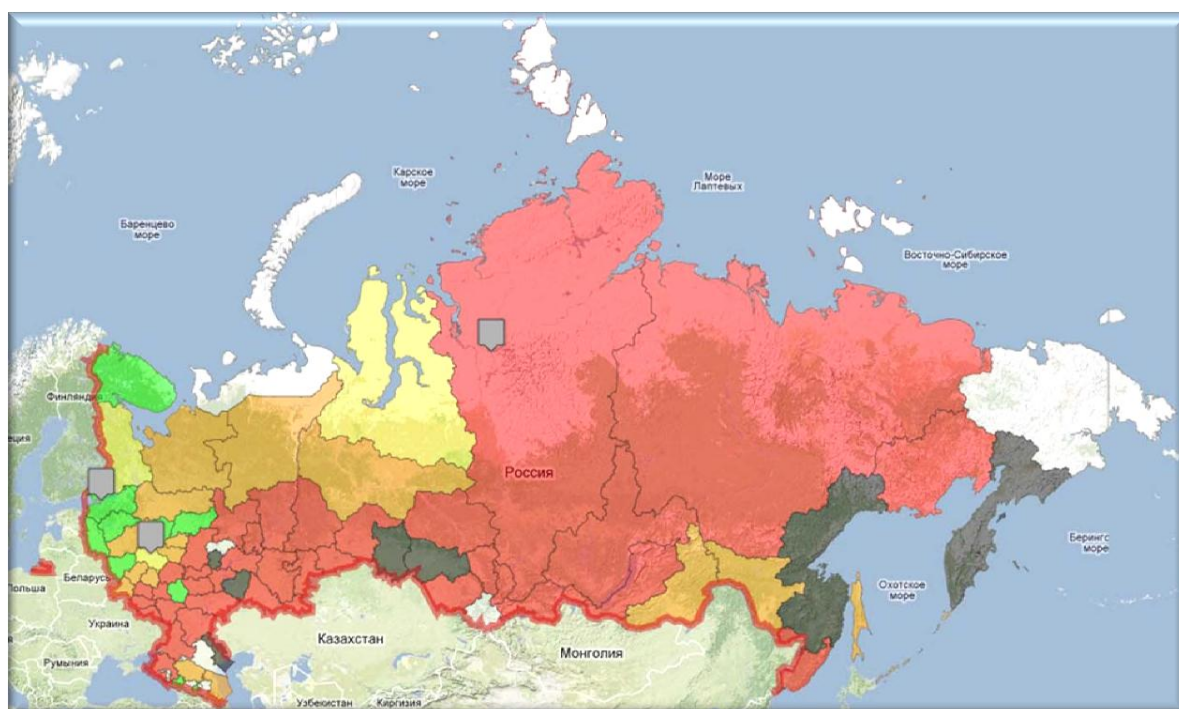 Карское
море
Море
Лаптевых
Баренцево
море
Восточно-Сибирское
море
Финляндия
Россия
Берингово
море
Охотское
море
Польша
Беларусь
Украина
Казахстан
Монголия
Румыния
Узбекистан
Киргизия